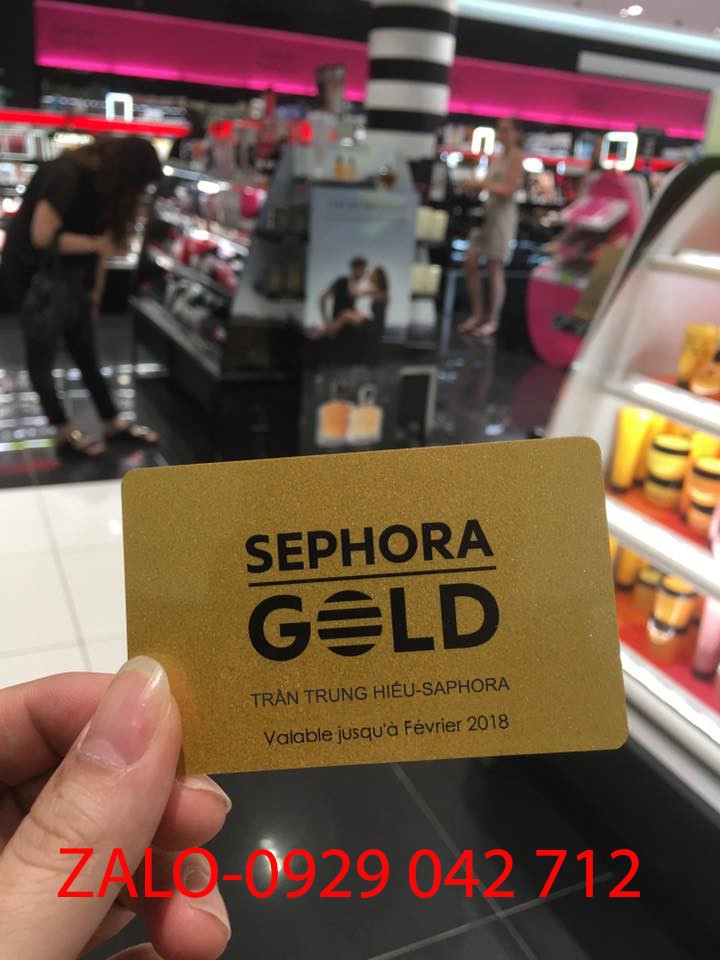 SEPHORA
GOLD
TRẦN TRUNG HIẾU-SAPHORA
Valable jusqu'à Février 2018
ZALO-0929 042 712